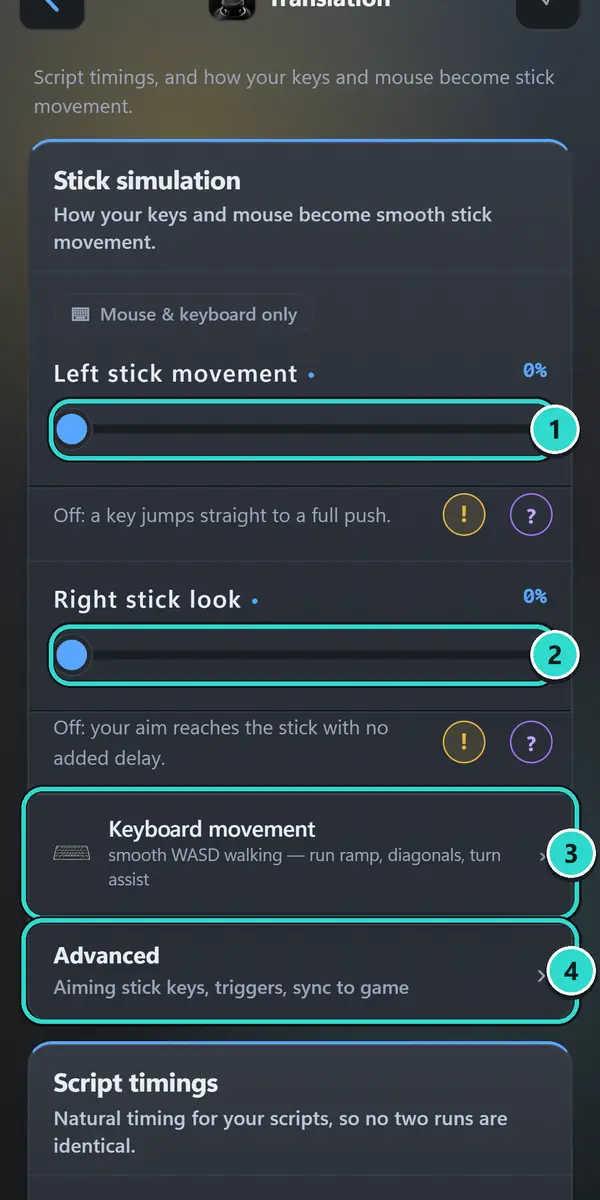 Translation
Script timings, and how your keys and mouse become stick
movement.
Stick simulation
How your keys and mouse become smooth stick
movement.
Mouse & keyboard only
Left stick movement •
0%
1
Off: a key jumps straight to a full push.
!
?
Right stick look •
0%
2
Off: your aim reaches the stick with no
added delay.
!
?
Keyboard movement
smooth WASD walking — run ramp, diagonals, turn
assist
›
3
Advanced
Aiming stick keys, triggers, sync to game
›
4
Script timings
Natural timing for your scripts, so no two runs are
identical.